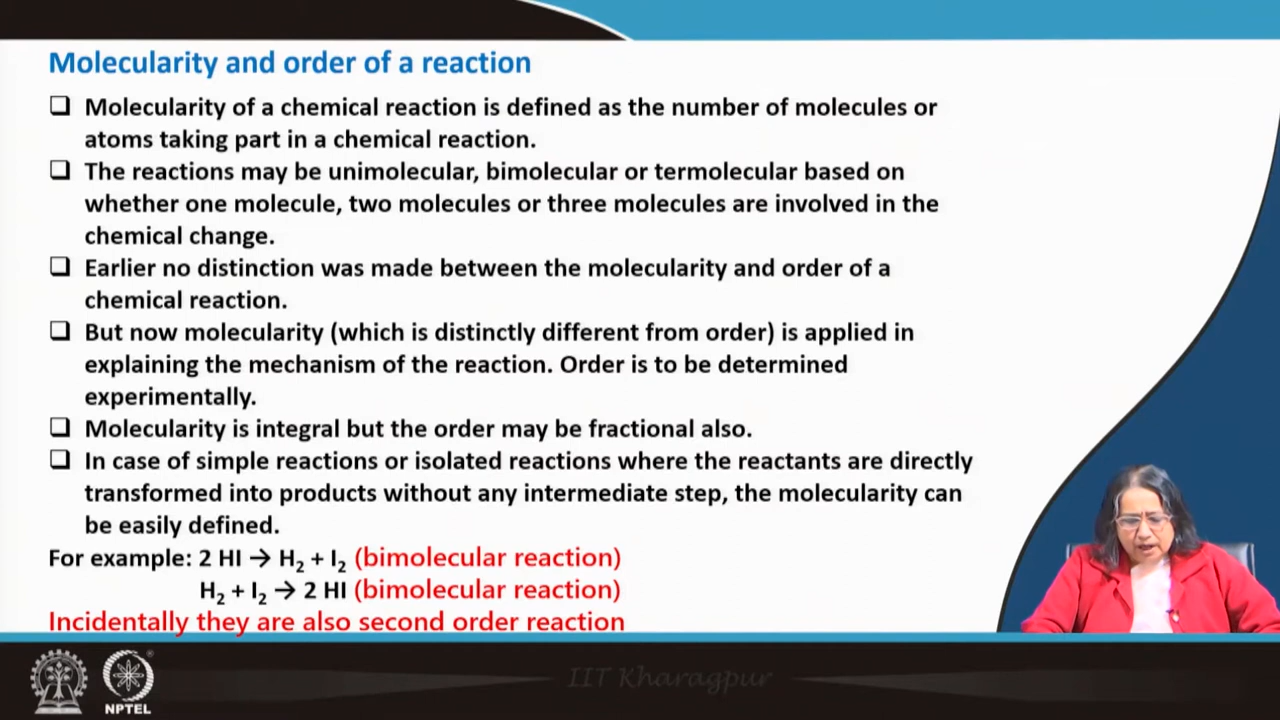 Molecularity and order of a reaction
❑ Molecularity of a chemical reaction is defined as the number of molecules or
atoms taking part in a chemical reaction.
❑ The reactions may be unimolecular, bimolecular or termolecular based on
whether one molecule, two molecules or three molecules are involved in the
chemical change.
❑ Earlier no distinction was made between the molecularity and order of a
chemical reaction.
❑ But now molecularity (which is distinctly different from order) is applied in
explaining the mechanism of the reaction. Order is to be determined
experimentally.
❑ Molecularity is integral but the order may be fractional also.
❑ In case of simple reactions or isolated reactions where the reactants are directly
transformed into products without any intermediate step, the molecularity can
be easily defined.
For example: 2 HI → H₂ + I₂ (bimolecular reaction)
H₂ + I₂ → 2 HI (bimolecular reaction)
Incidentally they are also second order reaction
IIT Kharagpur
NPTEL